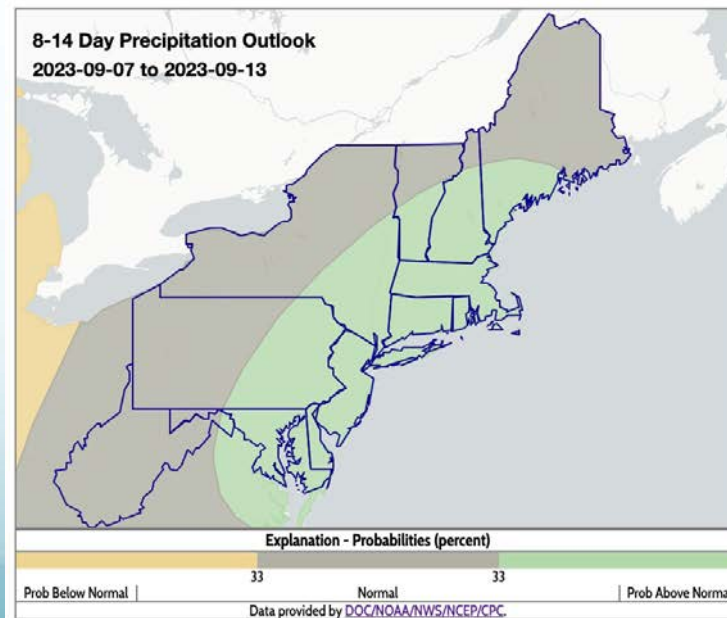 8-14 Day Precipitation Outlook
2023-09-07 to 2023-09-13
Explanation - Probabilities (percent)
33 33
Prob Below Normal Normal Prob Above Norma
Data provided by DOC/NOAA/NWS/NCEP/CPC.